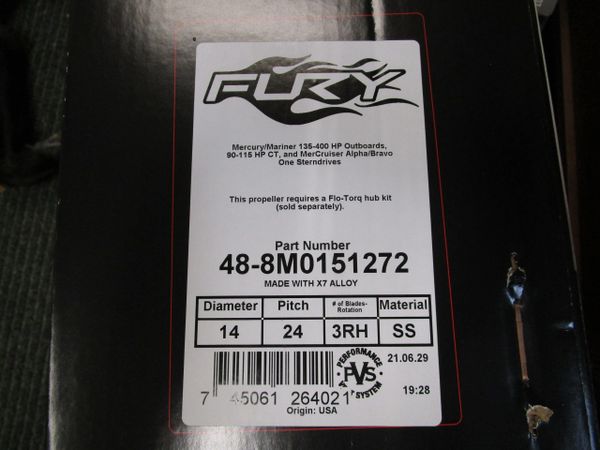 FURY
Mercury/Mariner 135-400 HP Outboards,
90-115 HP CT, and MerCruiser Alpha/Bravo
One Sterndrives
This propeller requires a Flo-Torq hub kit
(sold separately).
Part Number
48-8M0151272
MADE WITH X7 ALLOY
Diameter Pitch # of Blades- Rotation Material
14 24 3RH SS
PERFORMANCE
PVS
SYSTEM
21.06.29
19:28
7 45061 264021
Origin: USA